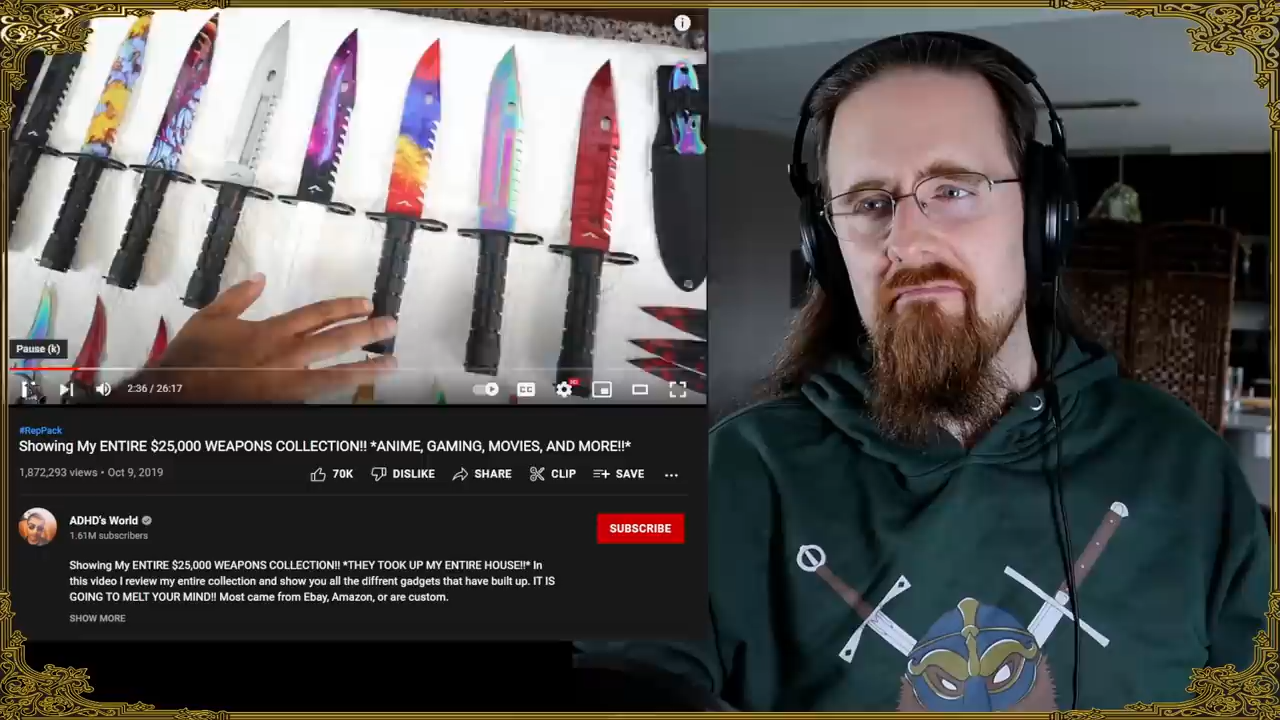 Pause (k)
2:36 / 26:17
CC
HD
#RepPack
Showing My ENTIRE $25,000 WEAPONS COLLECTION!! *ANIME, GAMING, MOVIES, AND MORE!!*
1,872,293 views • Oct 9, 2019
70K DISLIKE SHARE CLIP SAVE
ADHD's World
1.61M subscribers
SUBSCRIBE
Showing My ENTIRE $25,000 WEAPONS COLLECTION!! *THEY TOOK UP MY ENTIRE HOUSE!!* In
this video I review my entire collection and show you all the diffrent gadgets that have built up. IT IS
GOING TO MELT YOUR MIND!! Most came from Ebay, Amazon, or are custom.
SHOW MORE